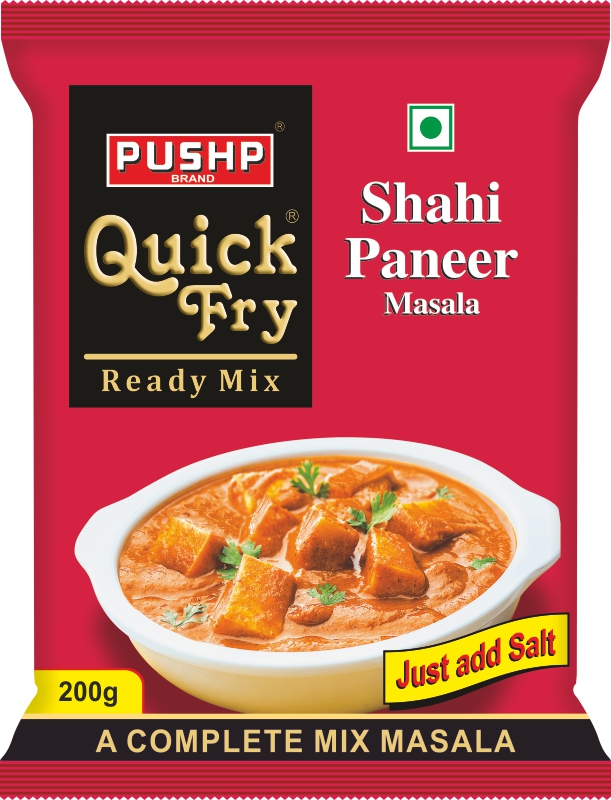 PUSHP ®
BRAND
Quick ®
Fry
Ready Mix
Shahi
Paneer
Masala
Just add Salt
200g
A COMPLETE MIX MASALA